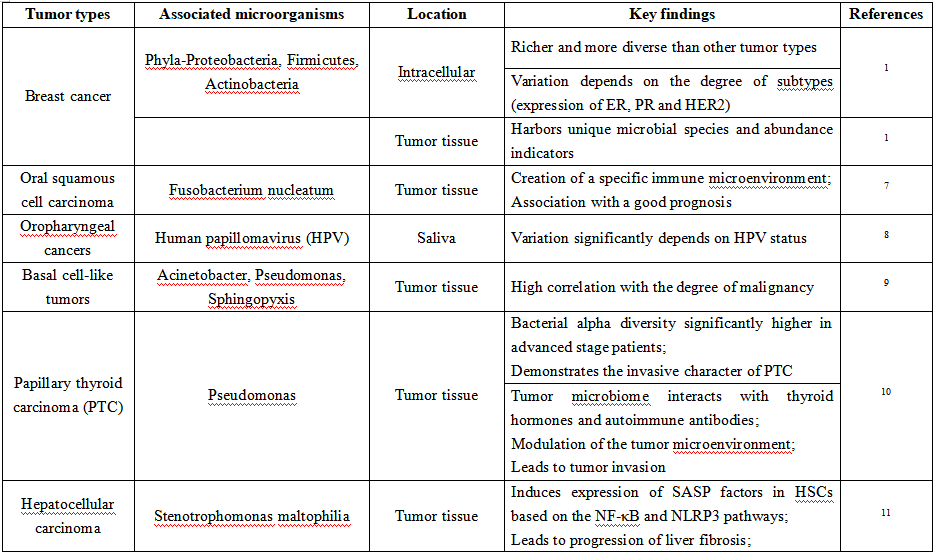 Tumor types Associated microorganisms Location Key findings References
Breast cancer
Phyla-Proteobacteria, Firmicutes,
Actinobacteria
Intracellular
Richer and more diverse than other tumor types
Variation depends on the degree of subtypes
(expression of ER, PR and HER2)
1
Tumor tissue
Harbors unique microbial species and abundance
indicators
1
Oral squamous
cell carcinoma
Fusobacterium nucleatum
Tumor tissue
Creation of a specific immune microenvironment;
Association with a good prognosis
7
Oropharyngeal
cancers
Human papillomavirus (HPV)
Saliva
Variation significantly depends on HPV status
8
Basal cell-like
tumors
Acinetobacter, Pseudomonas,
Sphingopyxis
Tumor tissue
High correlation with the degree of malignancy
9
Papillary thyroid
carcinoma (PTC)
Pseudomonas
Tumor tissue
Bacterial alpha diversity significantly higher in
advanced stage patients;
Demonstrates the invasive character of PTC
Tumor microbiome interacts with thyroid
hormones and autoimmune antibodies;
Modulation of the tumor microenvironment;
Leads to tumor invasion
10
Hepatocellular
carcinoma
Stenotrophomonas maltophilia
Tumor tissue
Induces expression of SASP factors in HSCs
based on the NF-κB and NLRP3 pathways;
Leads to progression of liver fibrosis;
11